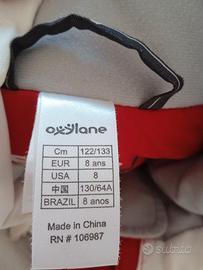 oxylane
Cm 122/133
EUR 8 ans
USA 8
中国 130/64A
BRAZIL 8 anos
Made in China
RN # 106987
subito